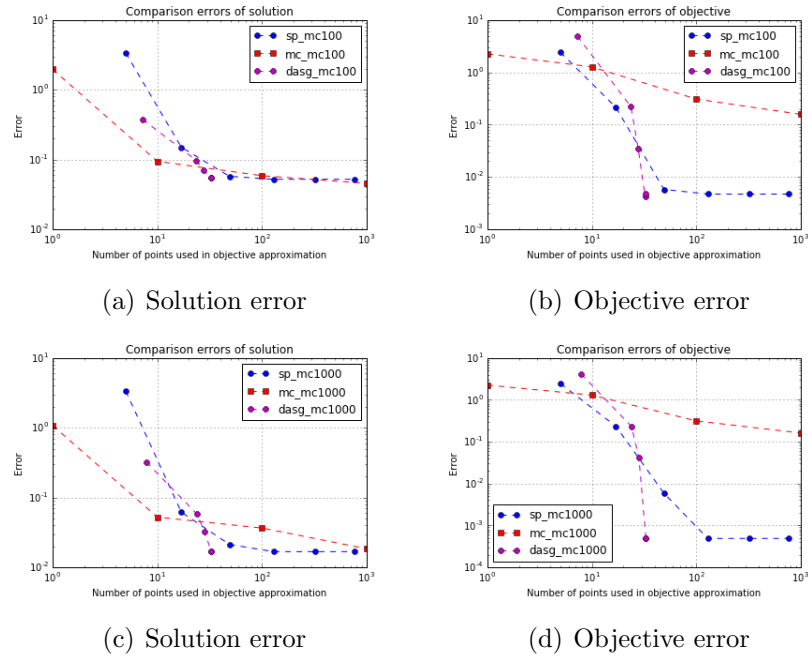 Comparison errors of solution
10^1
10^0
10^-1
10^-2
Error
sp_mc100
mc_mc100
dasg_mc100
10^0
10^1
10^2
10^3
Number of points used in objective approximation
(a) Solution error
Comparison errors of objective
10^1
10^0
10^-1
10^-2
10^-3
Error
sp_mc100
mc_mc100
dasg_mc100
10^0
10^1
10^2
10^3
Number of points used in objective approximation
(b) Objective error
Comparison errors of solution
10^1
10^0
10^-1
10^-2
Error
sp_mc1000
mc_mc1000
dasg_mc1000
10^0
10^1
10^2
10^3
Number of points used in objective approximation
(c) Solution error
Comparison errors of objective
10^1
10^0
10^-1
10^-2
10^-3
10^-4
Error
sp_mc1000
mc_mc1000
dasg_mc1000
10^0
10^1
10^2
10^3
Number of points used in objective approximation
(d) Objective error